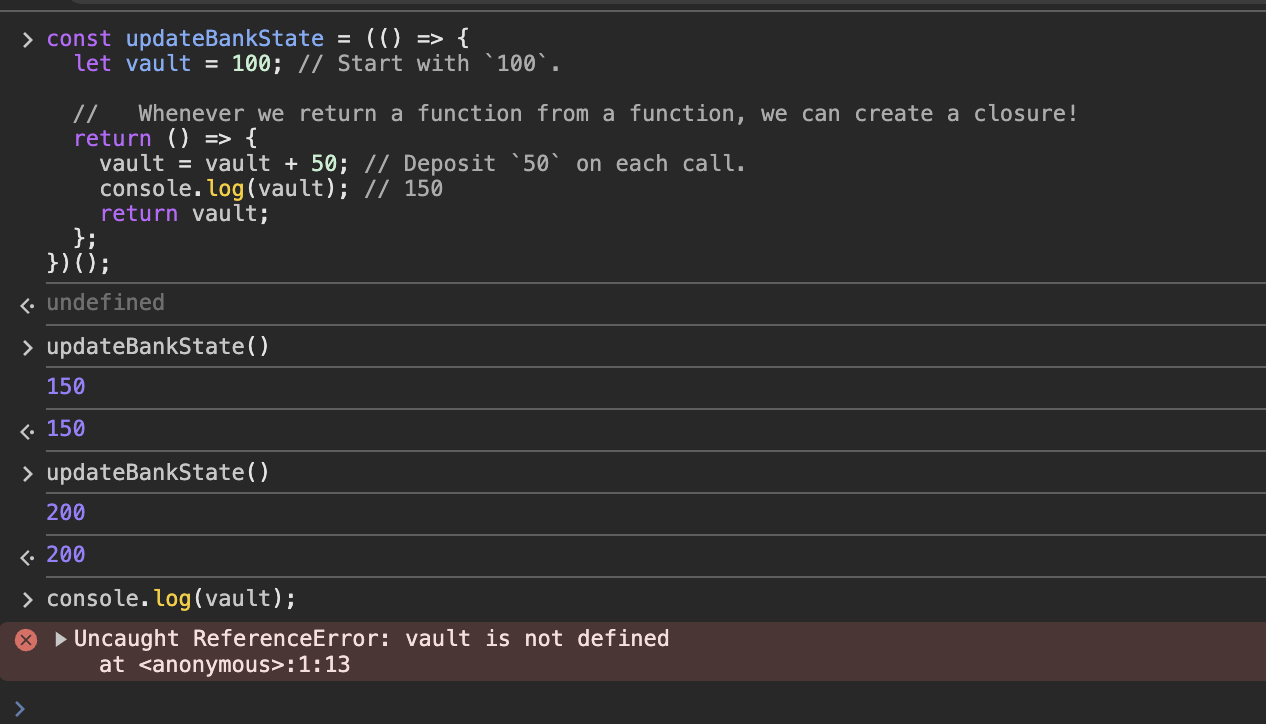 const updateBankState = (() => {
let vault = 100; // Start with `100`.
//   Whenever we return a function from a function, we can create a closure!
return () => {
vault = vault + 50; // Deposit `50` on each call.
console.log(vault); // 150
return vault;
};
})();
undefined
updateBankState()
150
150
updateBankState()
200
200
console.log(vault);
Uncaught ReferenceError: vault is not defined
at <anonymous>:1:13